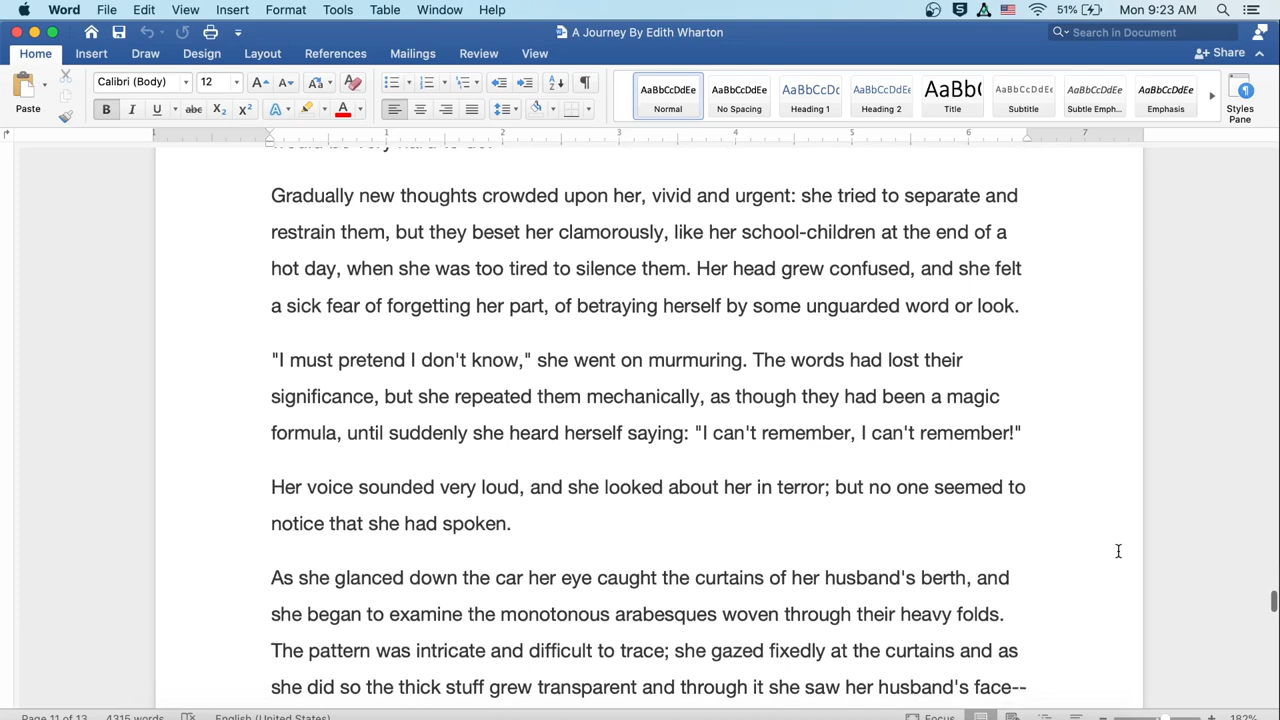 Word File Edit View Insert Format Tools Table Window Help 51% Mon 9:23 AM
A Journey By Edith Wharton Search in Document
Home Insert Draw Design Layout References Mailings Review View Share
Paste Calibri (Body) 12 AaBbCcDdEe AaBbCcDdEe AaBbCcDc AaBbCcDdEe AaBbC AaBbCcDdEe AaBbCcDdEe AaBbCcDdEe
Normal No Spacing Heading 1 Heading 2 Title Subtitle Subtle Emph... Emphasis Styles Pane
1 1 2 3 4 5 6 7
Gradually new thoughts crowded upon her, vivid and urgent: she tried to separate and
restrain them, but they beset her clamorously, like her school-children at the end of a
hot day, when she was too tired to silence them. Her head grew confused, and she felt
a sick fear of forgetting her part, of betraying herself by some unguarded word or look.
"I must pretend I don't know," she went on murmuring. The words had lost their
significance, but she repeated them mechanically, as though they had been a magic
formula, until suddenly she heard herself saying: "I can't remember, I can't remember!"
Her voice sounded very loud, and she looked about her in terror; but no one seemed to
notice that she had spoken.
As she glanced down the car her eye caught the curtains of her husband's berth, and
she began to examine the monotonous arabesques woven through their heavy folds.
The pattern was intricate and difficult to trace; she gazed fixedly at the curtains and as
she did so the thick stuff grew transparent and through it she saw her husband's face--
Page 11 of 13 4315 words English (United States) Focus 182%